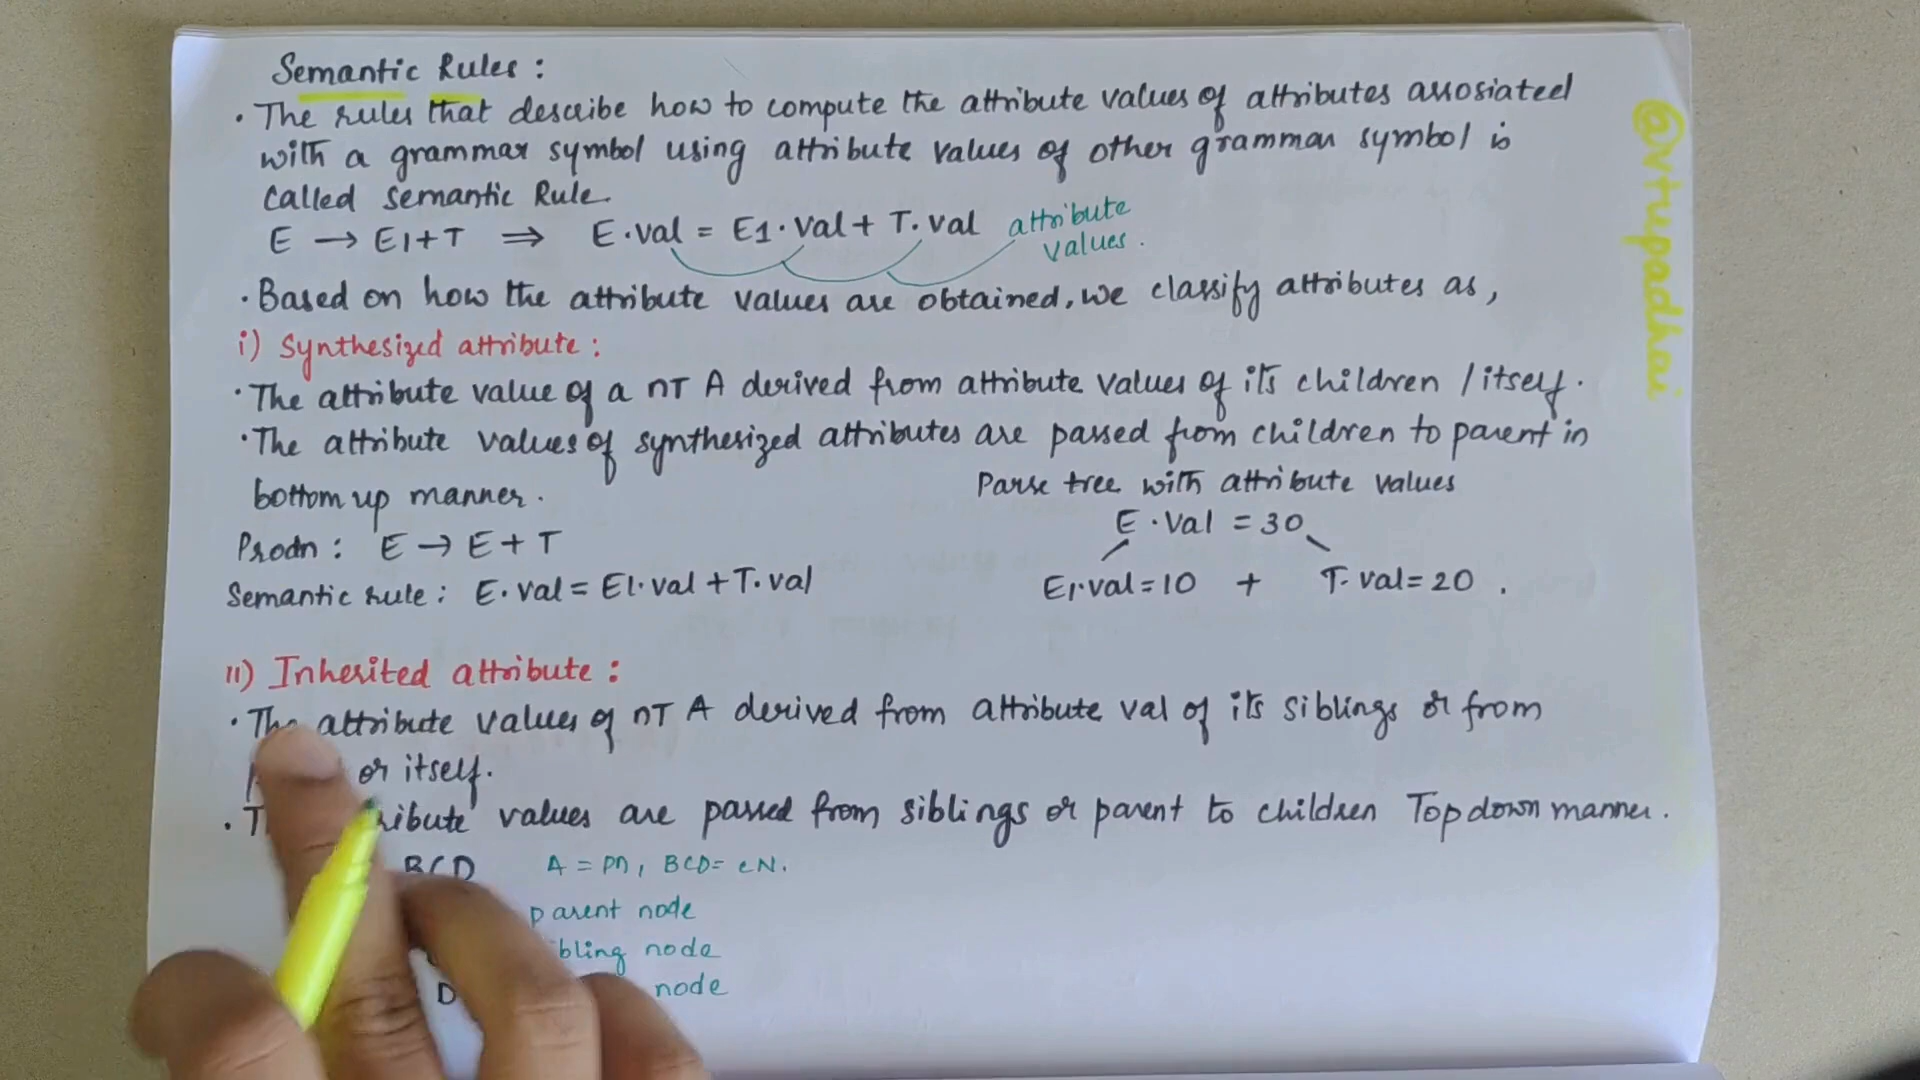 Semantic Rules :
• The rules that describe how to compute the attribute values of attributes assosiated
with a grammar symbol using attribute values of other grammar symbol is
called semantic Rule.
E → E1+T ⇒ E.val = E1.val + T.val attribute
values.
• Based on how the attribute values are obtained, we classify attributes as,
i) Synthesized attribute :
• The attribute value of a nT A derived from attribute values of it's children / itself.
• The attribute values of synthesized attributes are passed from children to parent in
bottom up manner.
Parse tree with attribute values
E.val = 30
Prodn : E → E + T
Semantic rule : E.val = E1.val + T.val
E1.val = 10 + T.val = 20 .
ii) Inherited attribute :
• The attribute values of nT A derived from attribute val of it's siblings or from
or itself.
values are passed from siblings or parent to children Top down manner.
BCD A = PN, BCD = CN.
parent node
node
D node
@vtupadhai